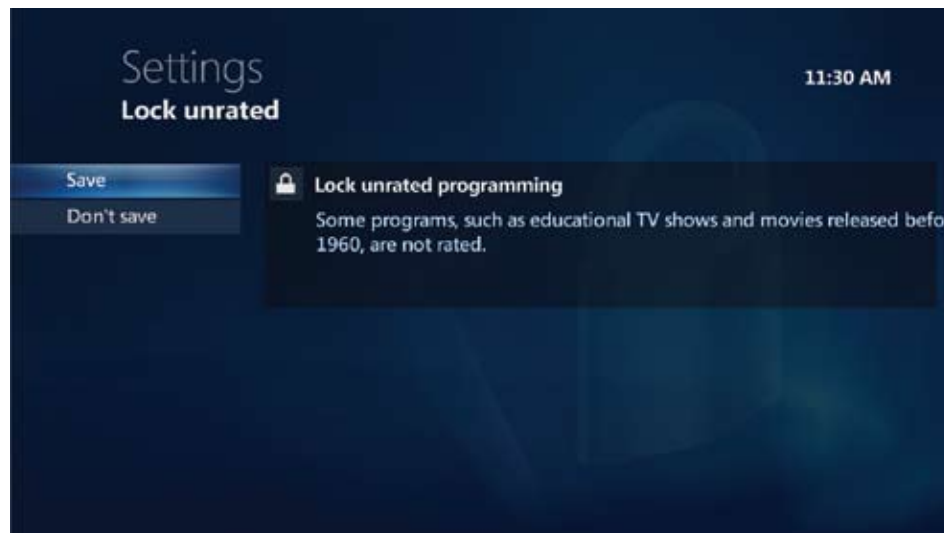 Settings
11:30 AM
Lock unrated
Save
Don't save
Lock unrated programming
Some programs, such as educational TV shows and movies released befo
1960, are not rated.